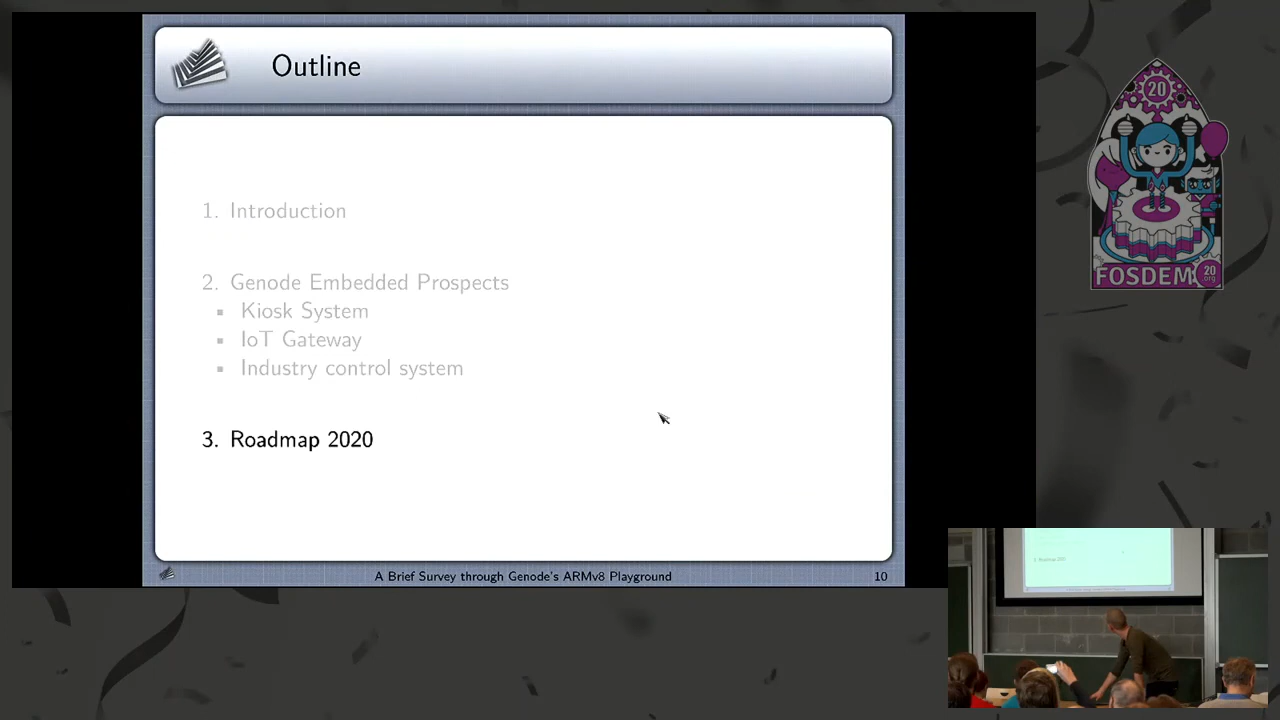 Outline
1. Introduction
2. Genode Embedded Prospects
▪ Kiosk System
▪ IoT Gateway
▪ Industry control system
3. Roadmap 2020
A Brief Survey through Genode's ARMv8 Playground
10
20
FOSDEM
20
.org